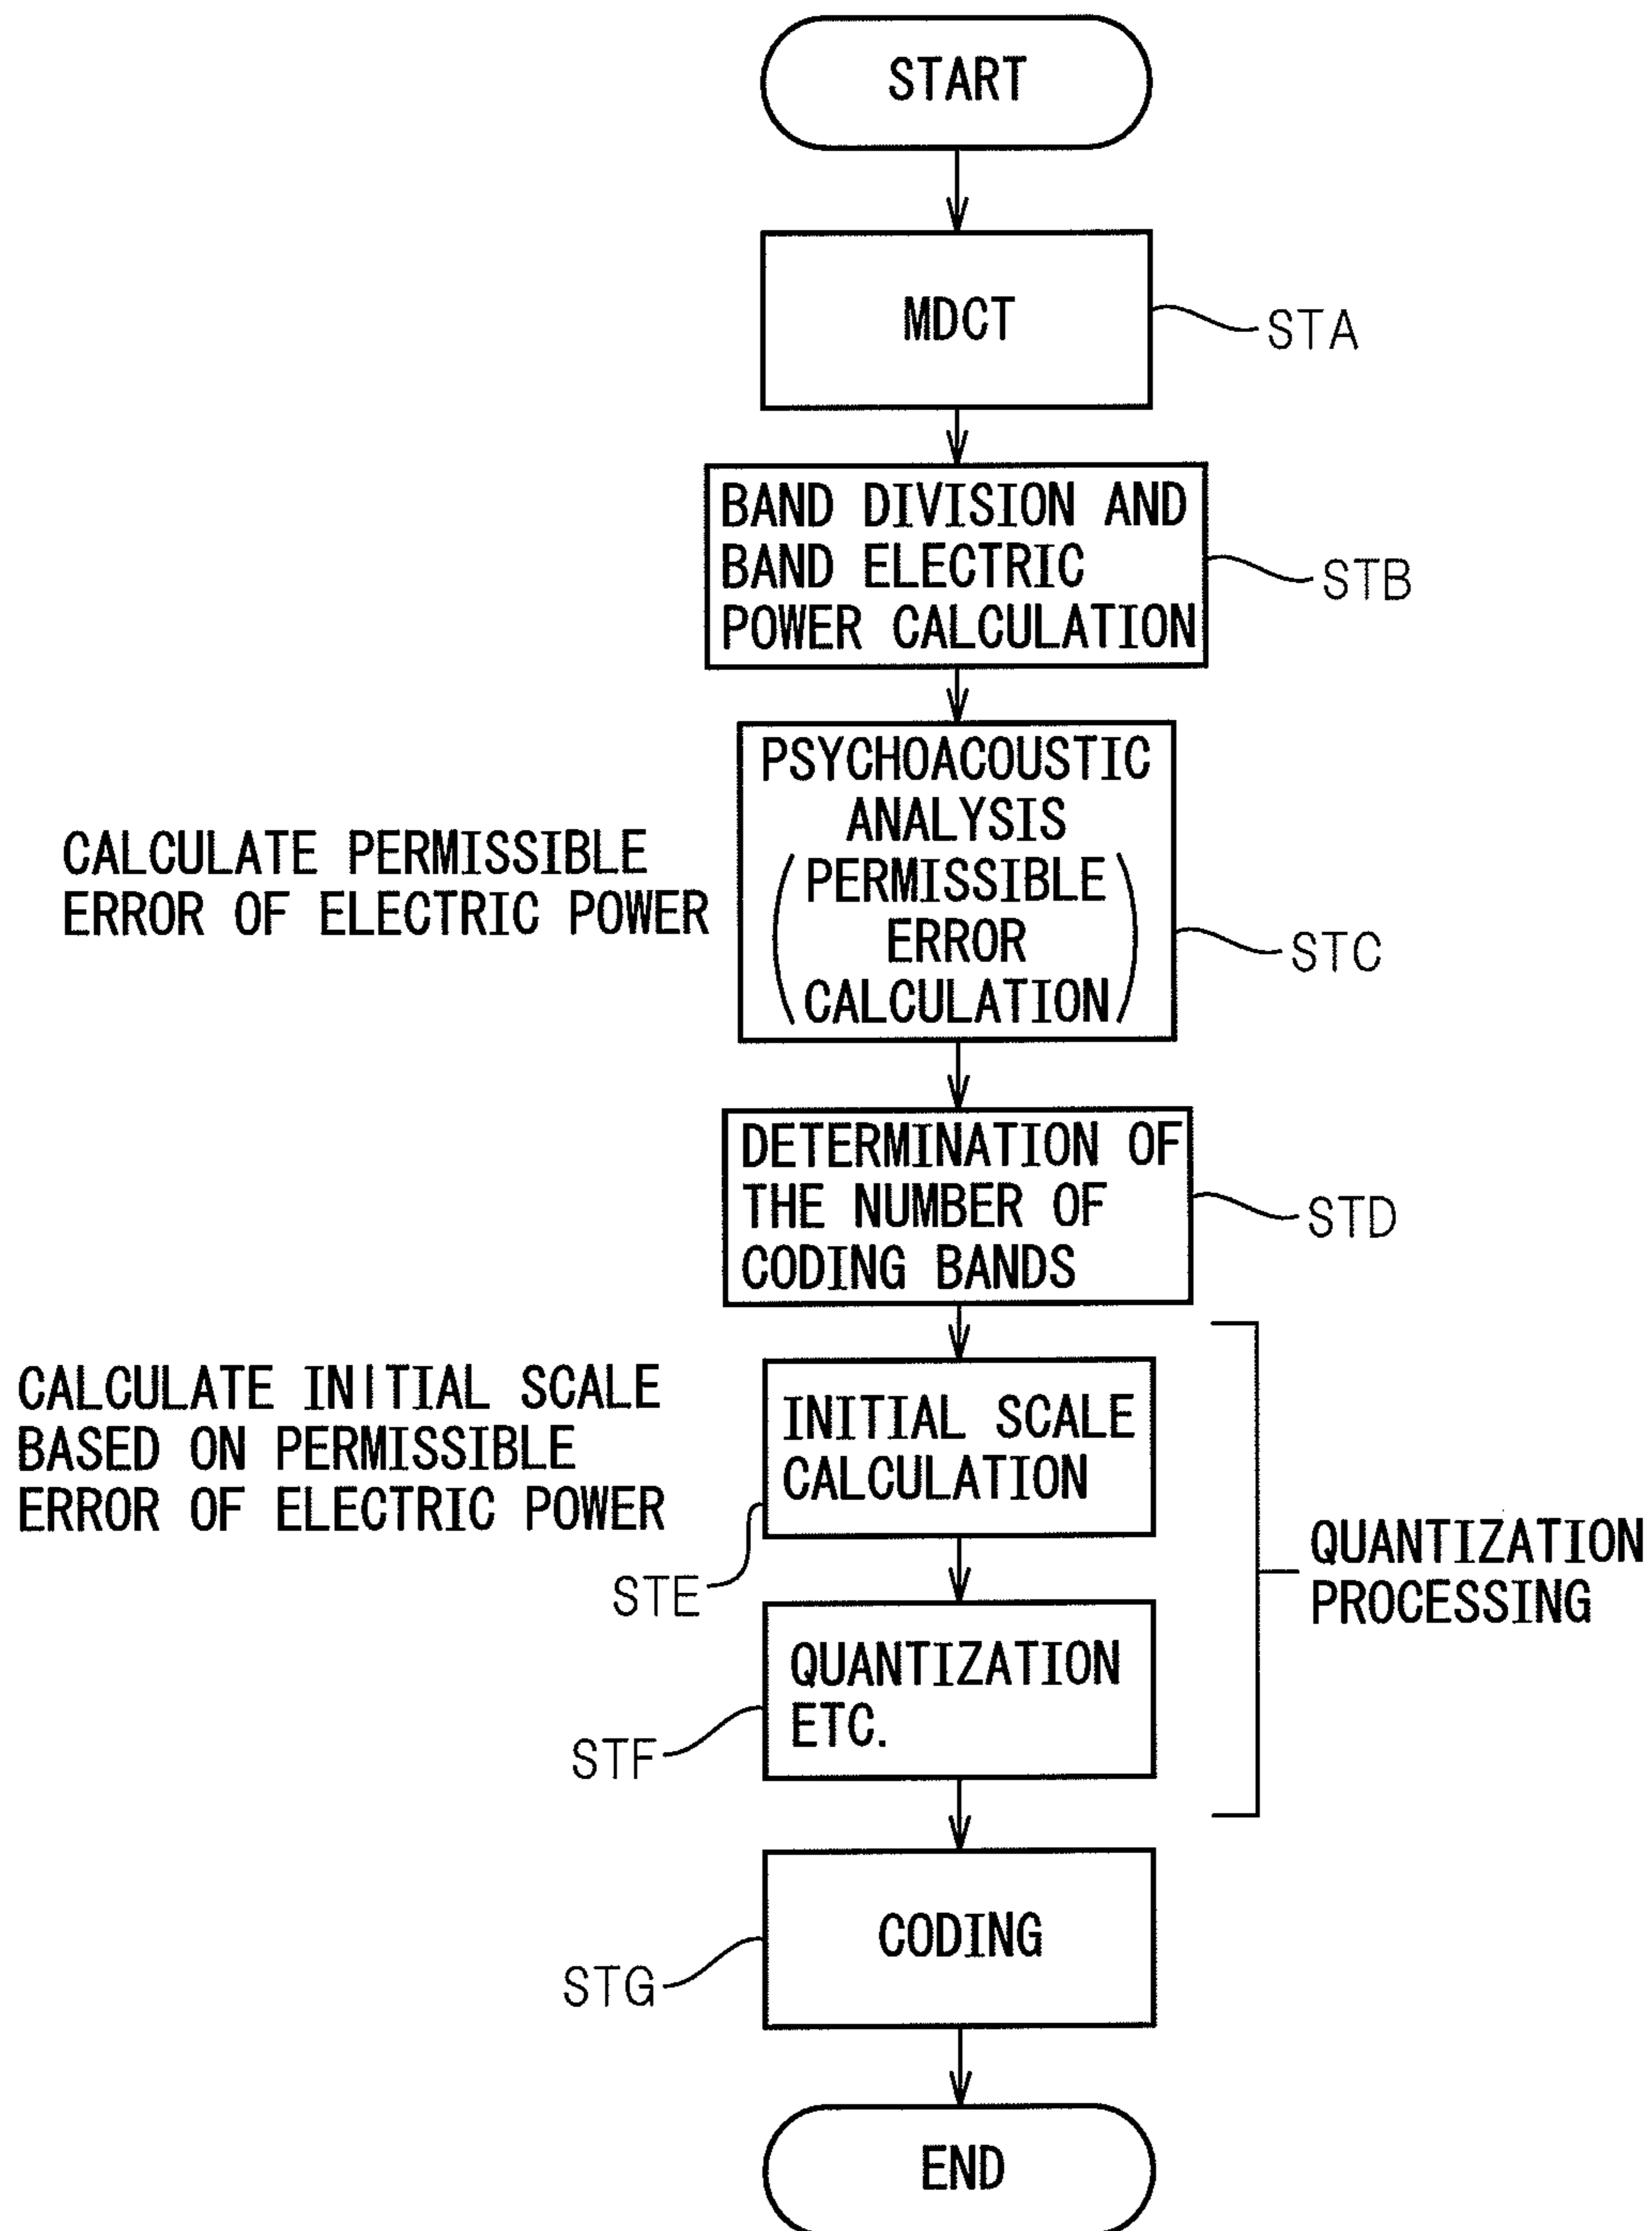 START
MDCT
STA
BAND DIVISION AND
BAND ELECTRIC
POWER CALCULATION
STB
CALCULATE PERMISSIBLE
ERROR OF ELECTRIC POWER
PSYCHOACOUSTIC
ANALYSIS
(PERMISSIBLE
ERROR
CALCULATION)
STC
DETERMINATION OF
THE NUMBER OF
CODING BANDS
STD
CALCULATE INITIAL SCALE
BASED ON PERMISSIBLE
ERROR OF ELECTRIC POWER
INITIAL SCALE
CALCULATION
STE
QUANTIZATION
PROCESSING
QUANTIZATION
ETC.
STF
CODING
STG
END